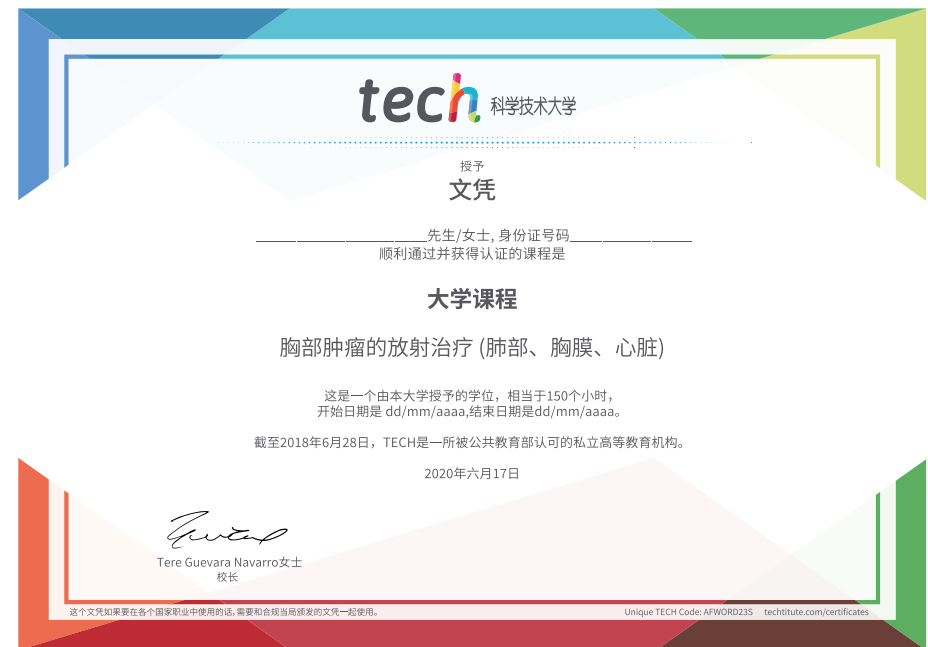 tech 科学技术大学
授予
文凭
______________________先生/女士, 身份证号码_______________
顺利通过并获得认证的课程是
大学课程
胸部肿瘤的放射治疗 (肺部、胸膜、心脏)
这是一个由本大学授予的学位，相当于150个小时，
开始日期是 dd/mm/aaaa,结束日期是dd/mm/aaaa。
截至2018年6月28日，TECH是一所被公共教育部认可的私立高等教育机构。
2020年六月17日
Tere Guevara Navarro女士
校长
这个文凭如果要在各个国家职业中使用的话，需要和合规当局颁发的文凭一起使用。
Unique TECH Code: AFWORD23S techtitute.com/certificates